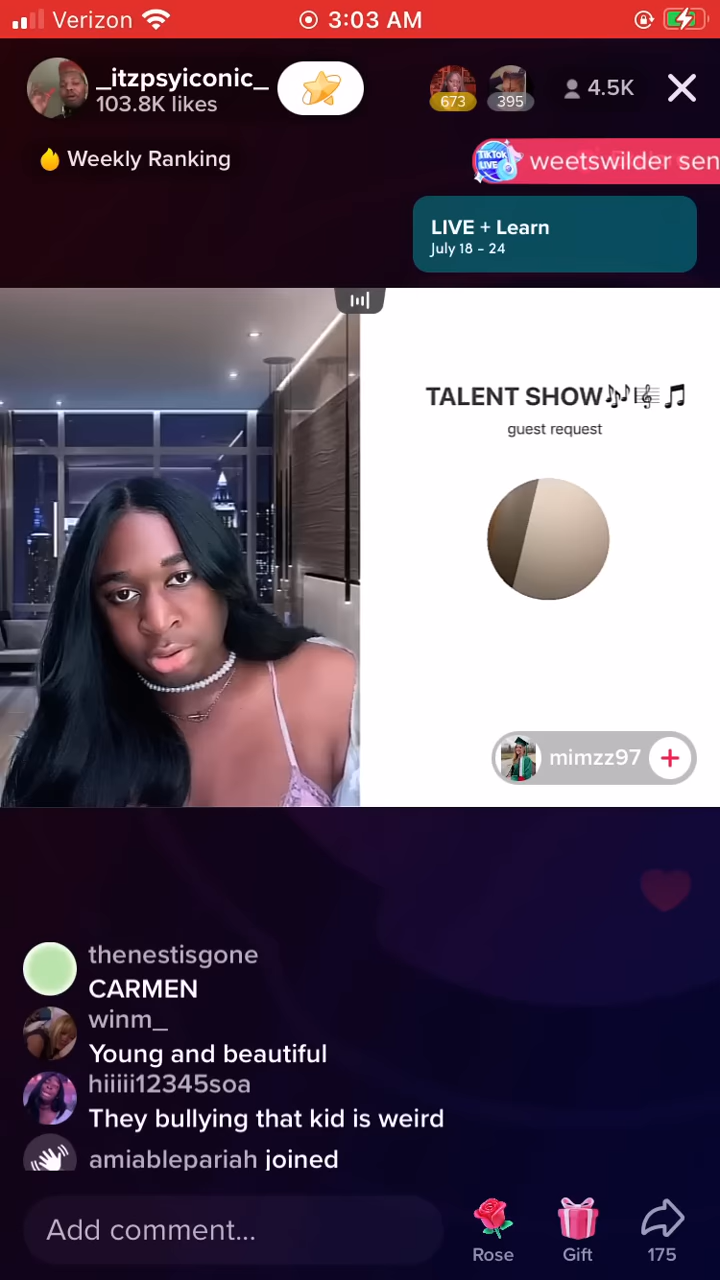 Verizon 3:03 AM
_itzpsyiconic_
103.8K likes
673 395 4.5K
Weekly Ranking
TikTok LIVE weetswilder sen
LIVE + Learn
July 18 - 24
TALENT SHOW🎶🎼🎵
guest request
mimzz97 +
thenestisgone
CARMEN
winm_
Young and beautiful
hiiiii12345soa
They bullying that kid is weird
amiablepariah joined
Add comment...
Rose Gift 175